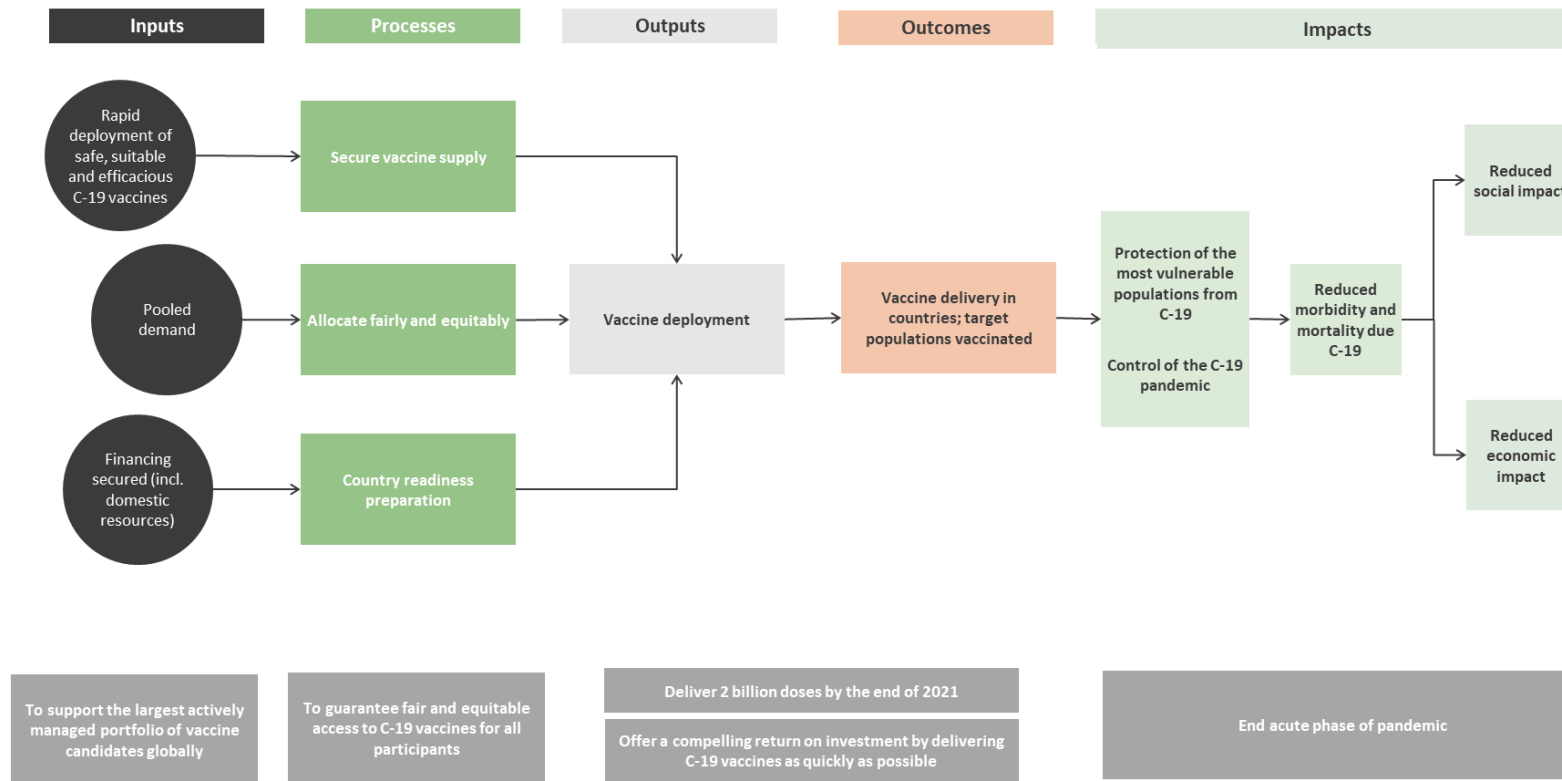 Inputs
Processes
Outputs
Outcomes
Impacts
Rapid
deployment of
safe, suitable
and efficacious
C-19 vaccines
Secure vaccine supply
Pooled
demand
Allocate fairly and equitably
Financing
secured (incl.
domestic
resources)
Country readiness
preparation
Vaccine deployment
Vaccine delivery in
countries; target
populations vaccinated
Protection of the
most vulnerable
populations from
C-19
Control of the C-19
pandemic
Reduced
morbidity and
mortality due
C-19
Reduced
social impact
Reduced
economic
impact
To support the largest actively
managed portfolio of vaccine
candidates globally
To guarantee fair and equitable
access to C-19 vaccines for all
participants
Deliver 2 billion doses by the end of 2021
Offer a compelling return on investment by delivering
C-19 vaccines as quickly as possible
End acute phase of pandemic